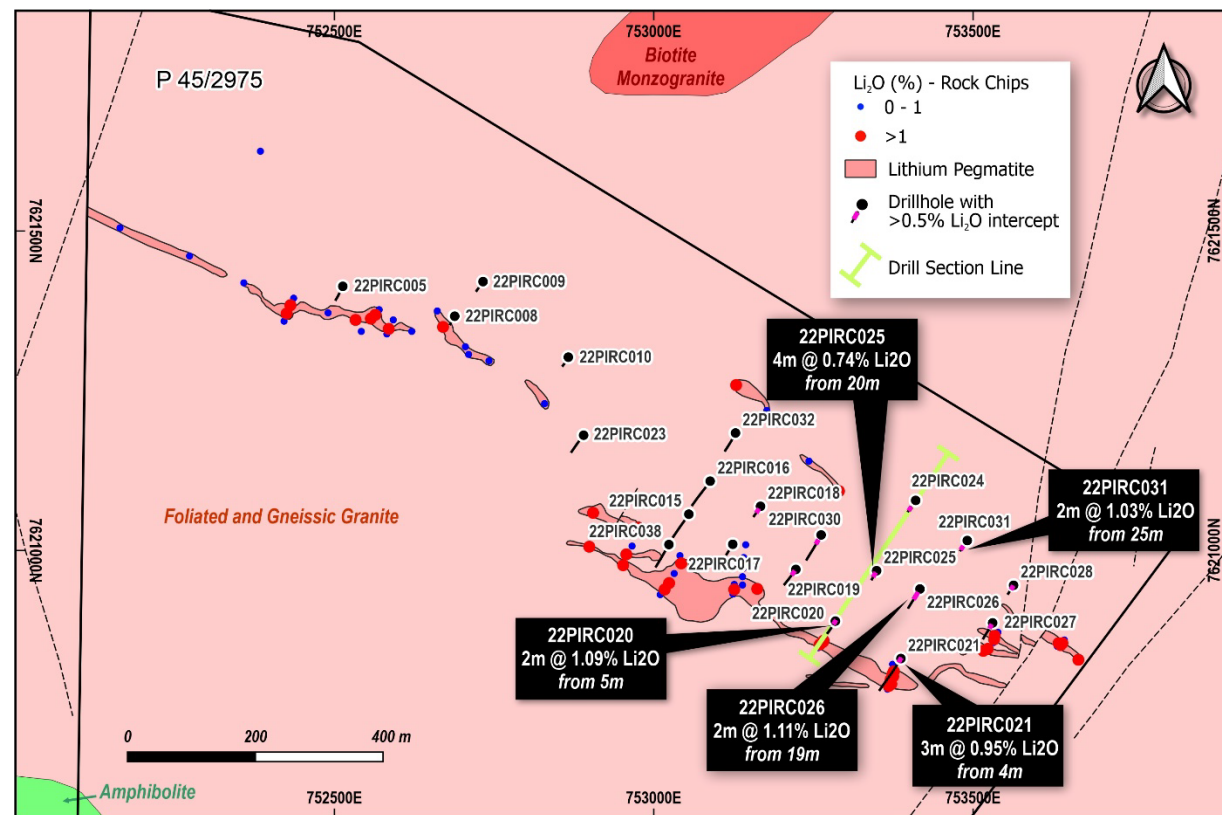 752500E
753000E
753500E
Biotite
Monzogranite
P 45/2975
Li₂O (%) - Rock Chips
0 - 1
>1
Lithium Pegmatite
Drillhole with
>0.5% Li₂O intercept
Drill Section Line
7621500N
7621500N
22PIRC005
22PIRC009
22PIRC008
22PIRC010
22PIRC025
4m @ 0.74% Li2O
from 20m
22PIRC032
22PIRC023
22PIRC016
22PIRC024
22PIRC015
22PIRC018
22PIRC031
2m @ 1.03% Li2O
from 25m
Foliated and Gneissic Granite
22PIRC030
22PIRC031
22PIRC038
7621000N
7621000N
22PIRC017
22PIRC025
22PIRC019
22PIRC028
22PIRC026
22PIRC020
22PIRC027
22PIRC021
22PIRC020
2m @ 1.09% Li2O
from 5m
22PIRC026
2m @ 1.11% Li2O
from 19m
22PIRC021
3m @ 0.95% Li2O
from 4m
0
200
400 m
Amphibolite
752500E
753000E
753500E